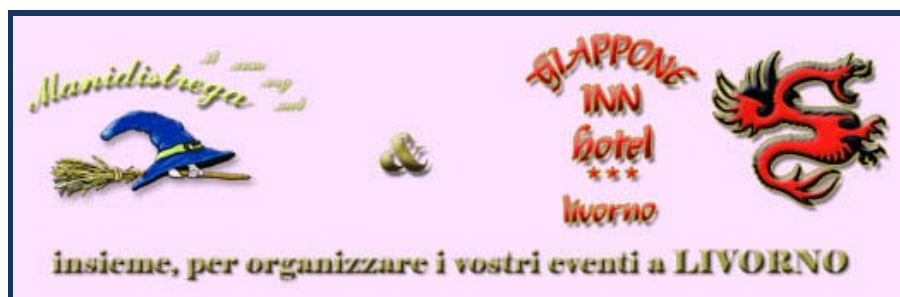 Manidistrega
&
GIAPPONE
INN
hotel
***
livorno
insieme, per organizzare i vostri eventi a LIVORNO